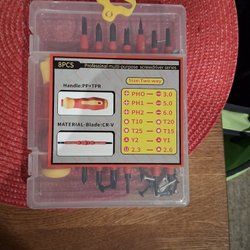 8PCS
Professional multi-purpose screwdriver series
Handle:PP+TPR
MATERIAL-Blade:CR-V
Item Two-way
PH0 3.0
PH1 5.0
PH2 6.0
T10 T20
T25 T15
Y2 Y1
2.3 2.6